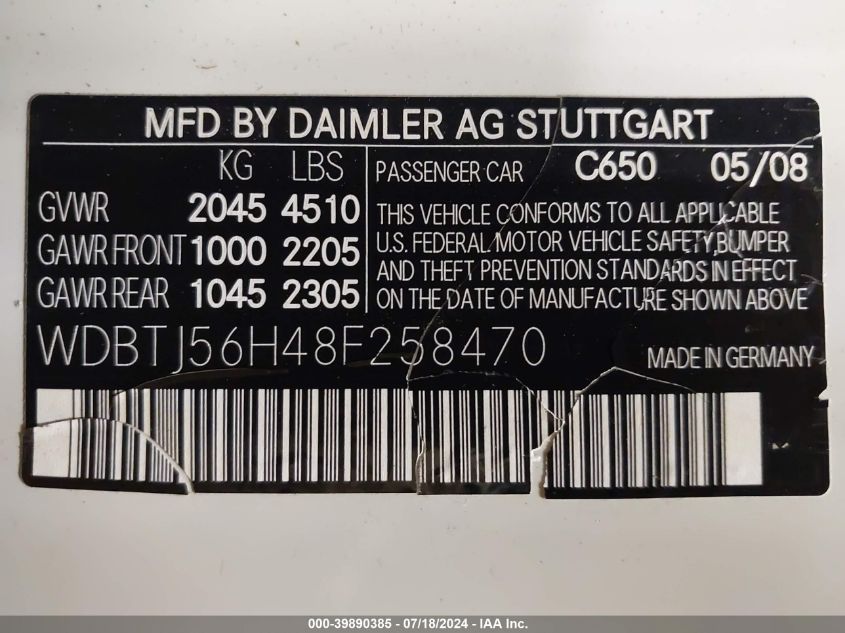 MFD BY DAIMLER AG STUTTGART
KG LBS
GVWR 2045 4510
GAWR FRONT 1000 2205
GAWR REAR 1045 2305
PASSENGER CAR C650 05/08
THIS VEHICLE CONFORMS TO ALL APPLICABLE
U.S. FEDERAL MOTOR VEHICLE SAFETY,BUMPER
AND THEFT PREVENTION STANDARDS IN EFFECT
ON THE DATE OF MANUFACTURE SHOWN ABOVE
WDBTJ56H48F258470
MADE IN GERMANY
000-39890385 - 07/18/2024 - IAA Inc.